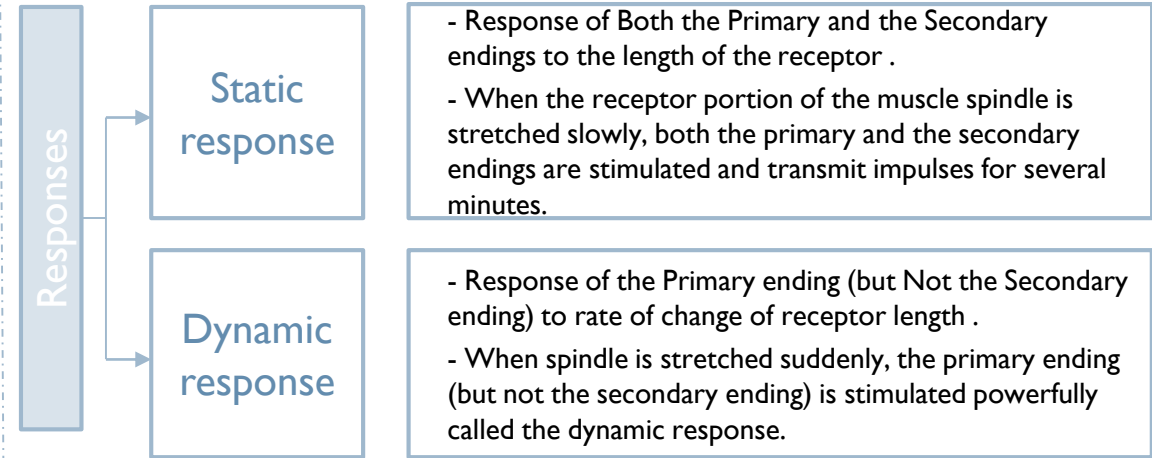 Responses
Static
response
- Response of Both the Primary and the Secondary
endings to the length of the receptor .
- When the receptor portion of the muscle spindle is
stretched slowly, both the primary and the secondary
endings are stimulated and transmit impulses for several
minutes.
Dynamic
response
- Response of the Primary ending (but Not the Secondary
ending) to rate of change of receptor length .
- When spindle is stretched suddenly, the primary ending
(but not the secondary ending) is stimulated powerfully
called the dynamic response.